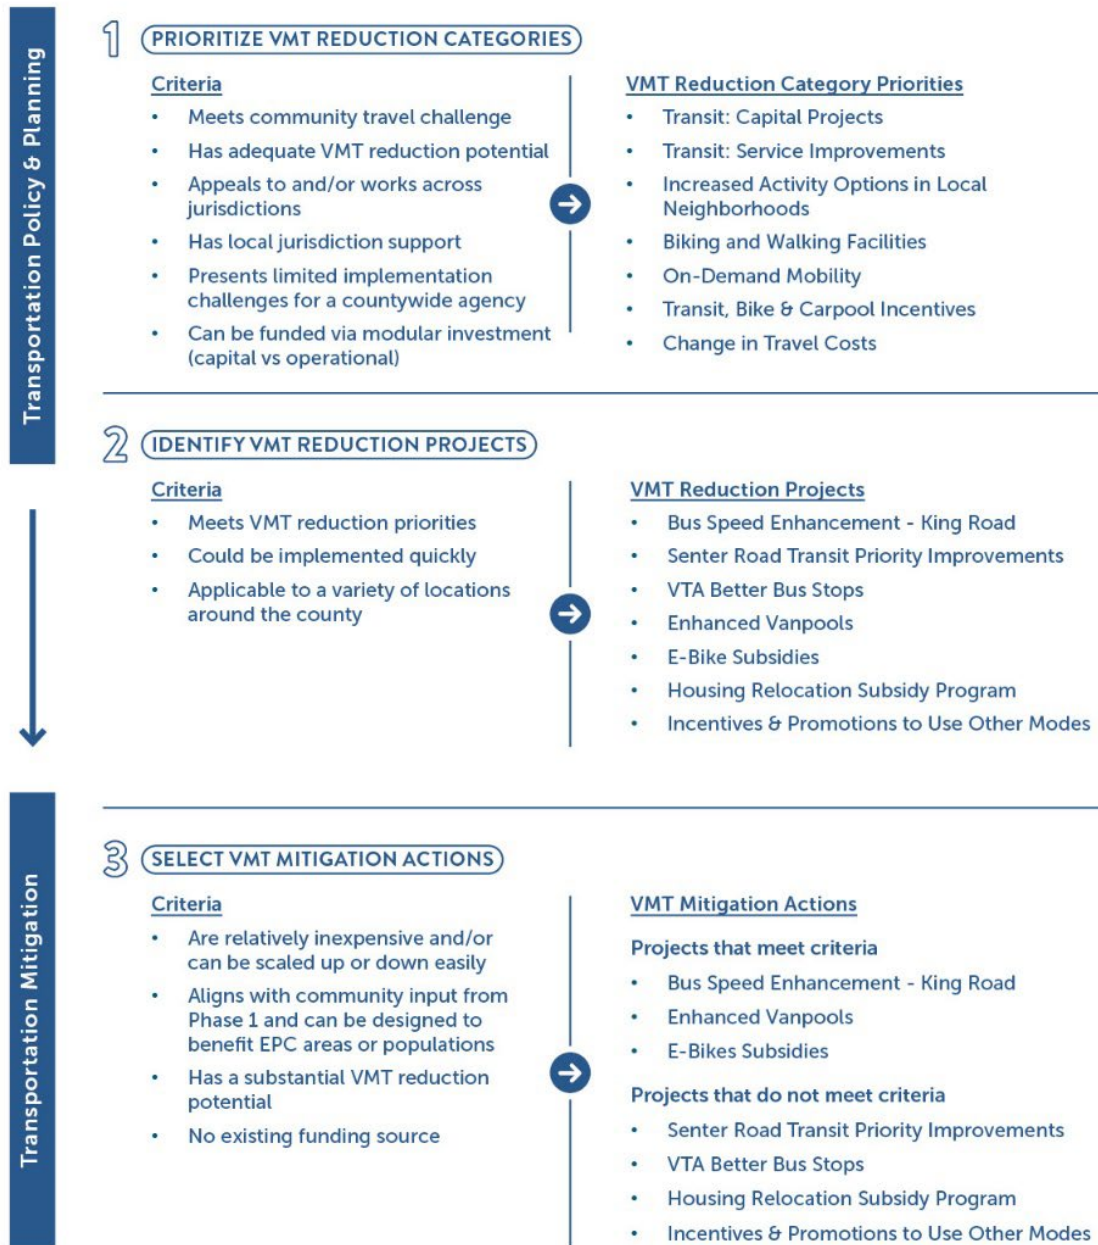 Transportation Policy & Planning
1 PRIORITIZE VMT REDUCTION CATEGORIES
Criteria
• Meets community travel challenge
• Has adequate VMT reduction potential
• Appeals to and/or works across
jurisdictions
• Has local jurisdiction support
• Presents limited implementation
challenges for a countywide agency
• Can be funded via modular investment
(capital vs operational)
VMT Reduction Category Priorities
• Transit: Capital Projects
• Transit: Service Improvements
• Increased Activity Options in Local
Neighborhoods
• Biking and Walking Facilities
• On-Demand Mobility
• Transit, Bike & Carpool Incentives
• Change in Travel Costs
2 IDENTIFY VMT REDUCTION PROJECTS
Criteria
• Meets VMT reduction priorities
• Could be implemented quickly
• Applicable to a variety of locations
around the county
VMT Reduction Projects
• Bus Speed Enhancement - King Road
• Senter Road Transit Priority Improvements
• VTA Better Bus Stops
• Enhanced Vanpools
• E-Bike Subsidies
• Housing Relocation Subsidy Program
• Incentives & Promotions to Use Other Modes
Transportation Mitigation
3 SELECT VMT MITIGATION ACTIONS
Criteria
• Are relatively inexpensive and/or
can be scaled up or down easily
• Aligns with community input from
Phase 1 and can be designed to
benefit EPC areas or populations
• Has a substantial VMT reduction
potential
• No existing funding source
VMT Mitigation Actions
Projects that meet criteria
• Bus Speed Enhancement - King Road
• Enhanced Vanpools
• E-Bikes Subsidies
Projects that do not meet criteria
• Senter Road Transit Priority Improvements
• VTA Better Bus Stops
• Housing Relocation Subsidy Program
• Incentives & Promotions to Use Other Modes